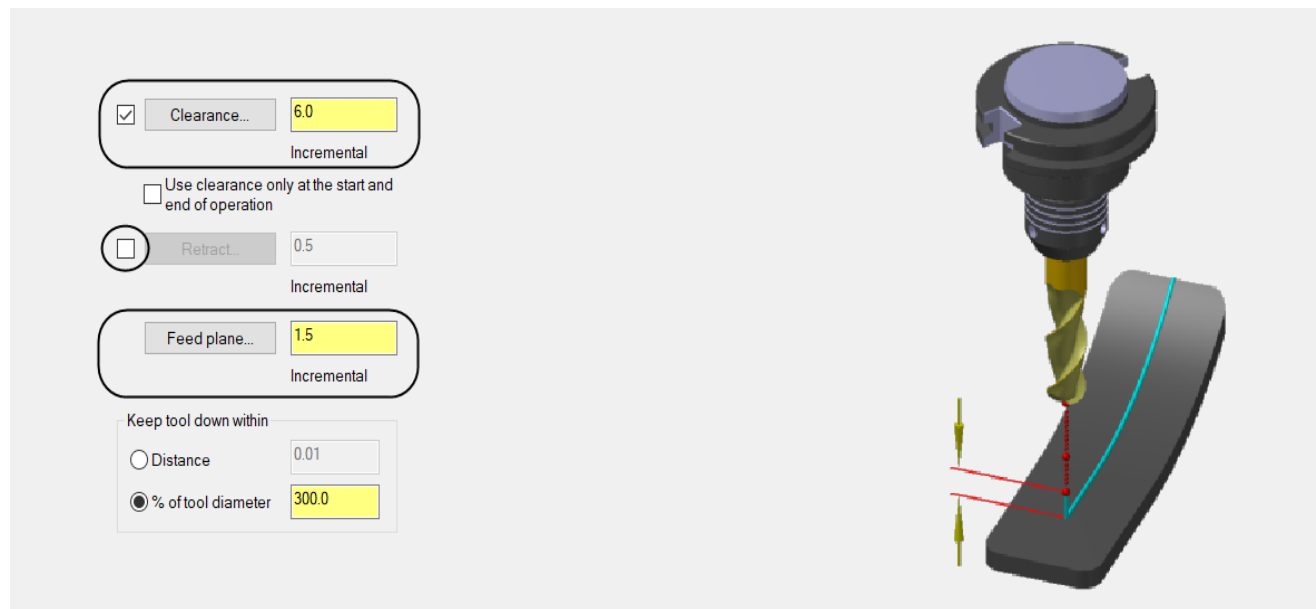 Clearance...
6.0
Incremental
Use clearance only at the start and
end of operation
Retract...
0.5
Incremental
Feed plane...
1.5
Incremental
Keep tool down within
Distance
0.01
% of tool diameter
300.0